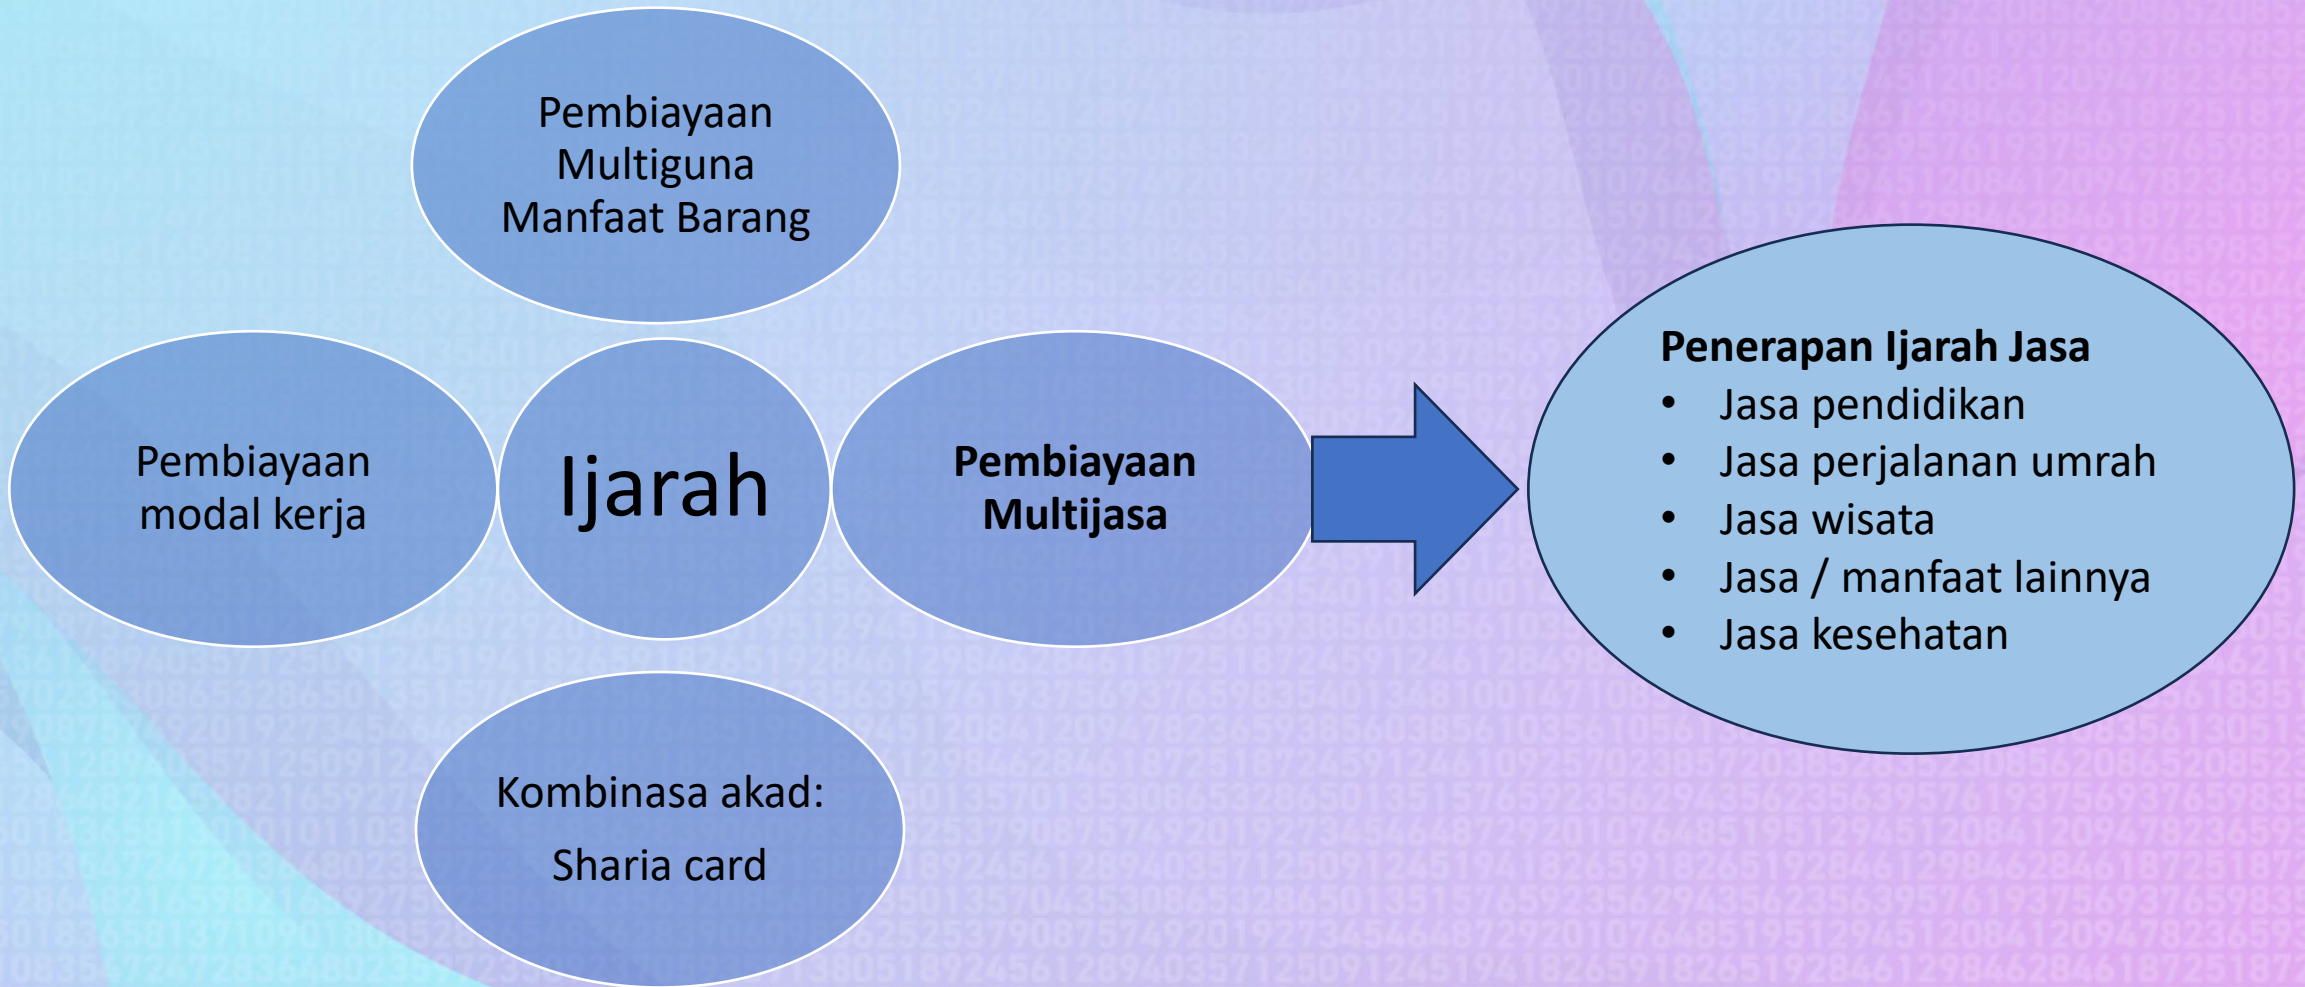 Pembiayaan
Multiguna
Manfaat Barang
Pembiayaan
modal kerja
Ijarah
Pembiayaan
Multijasa
Kombinasa akad:
Sharia card
Penerapan Ijarah Jasa
• Jasa pendidikan
• Jasa perjalanan umrah
• Jasa wisata
• Jasa / manfaat lainnya
• Jasa kesehatan